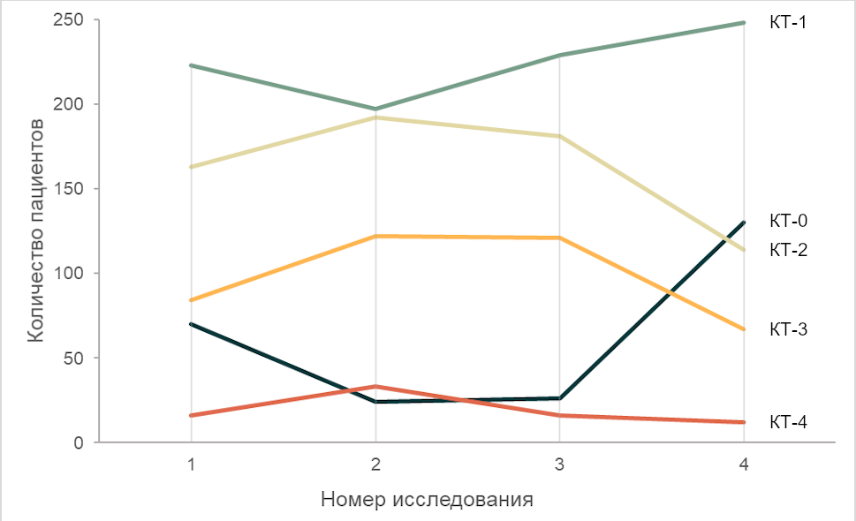 250
200
150
100
50
0
Количество пациентов
1 2 3 4
Номер исследования
КТ-1
КТ-0
КТ-2
КТ-3
КТ-4